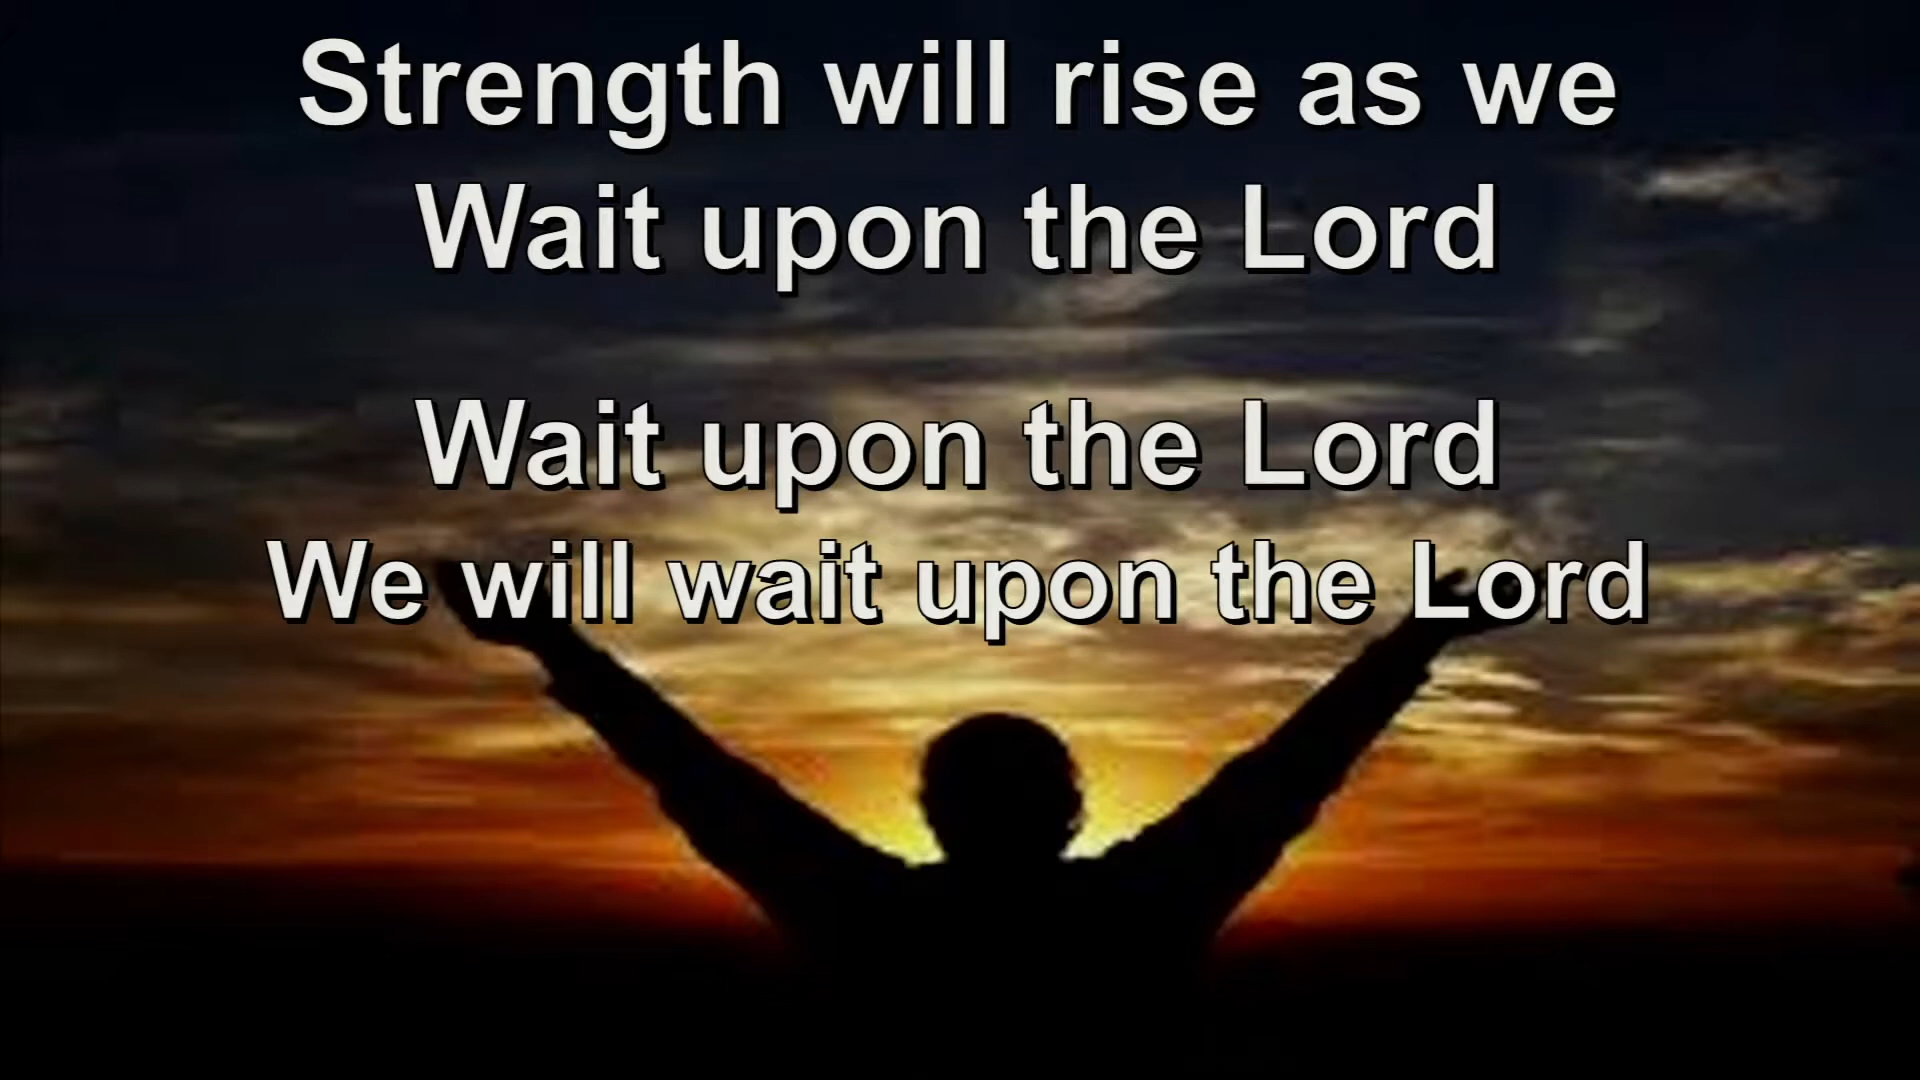 Strength will rise as we
Wait upon the Lord
Wait upon the Lord
We will wait upon the Lord